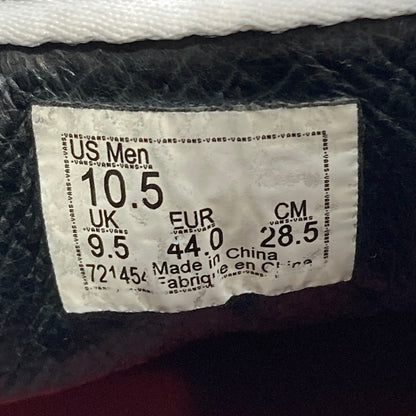 US Men
10.5
UK EUR CM
9.5 44.0 28.5
721454 Made in China
Fabriqué en Chine